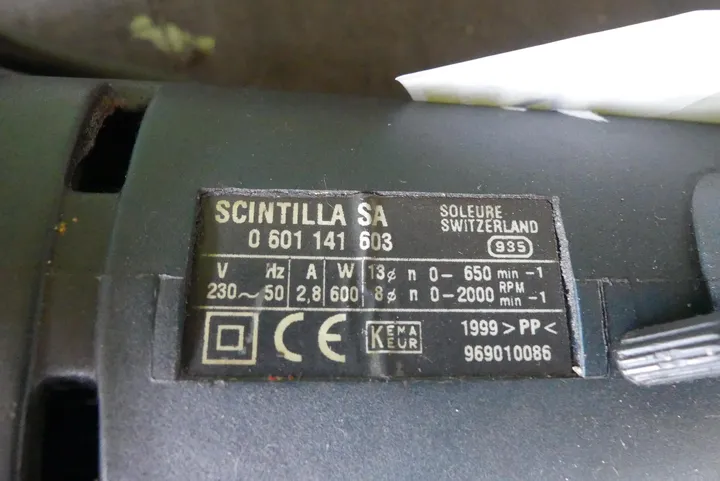 SCINTILLA SA
0 601 141 603
SOLEURE
SWITZERLAND
935
V Hz A W
230~50 2,8 600
13ø n 0-650 min-1
8ø n 0-2000 RPM min-1
CE
KEMA
KEUR
1999 >PP<
969010086